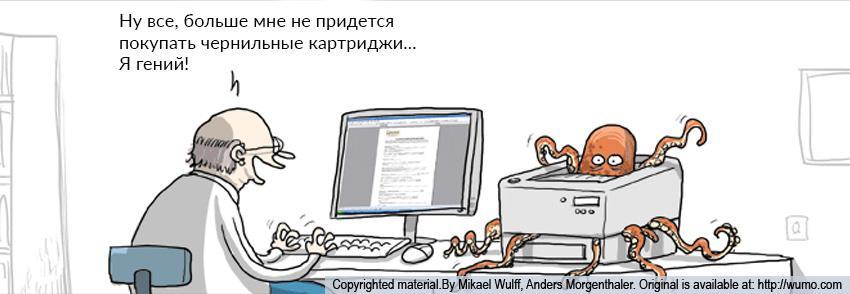 Ну все, больше мне не придется
покупать чернильные картриджи...
Я гений!
Copyrighted material.By Mikael Wulff, Anders Morgenthaler. Original is available at: http://wumo.com